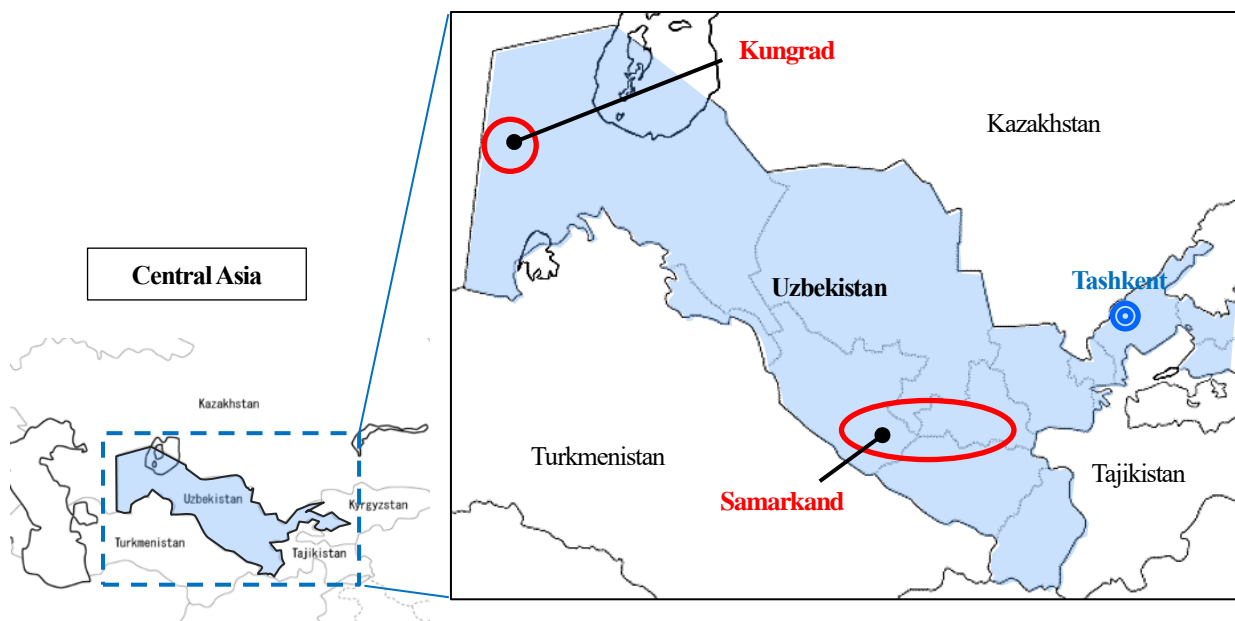 Central Asia
Kazakhstan
Uzbekistan
Kyrgyzstan
Turkmenistan
Tajikistan
Kungrad
Kazakhstan
Tashkent
Uzbekistan
Turkmenistan
Tajikistan
Samarkand